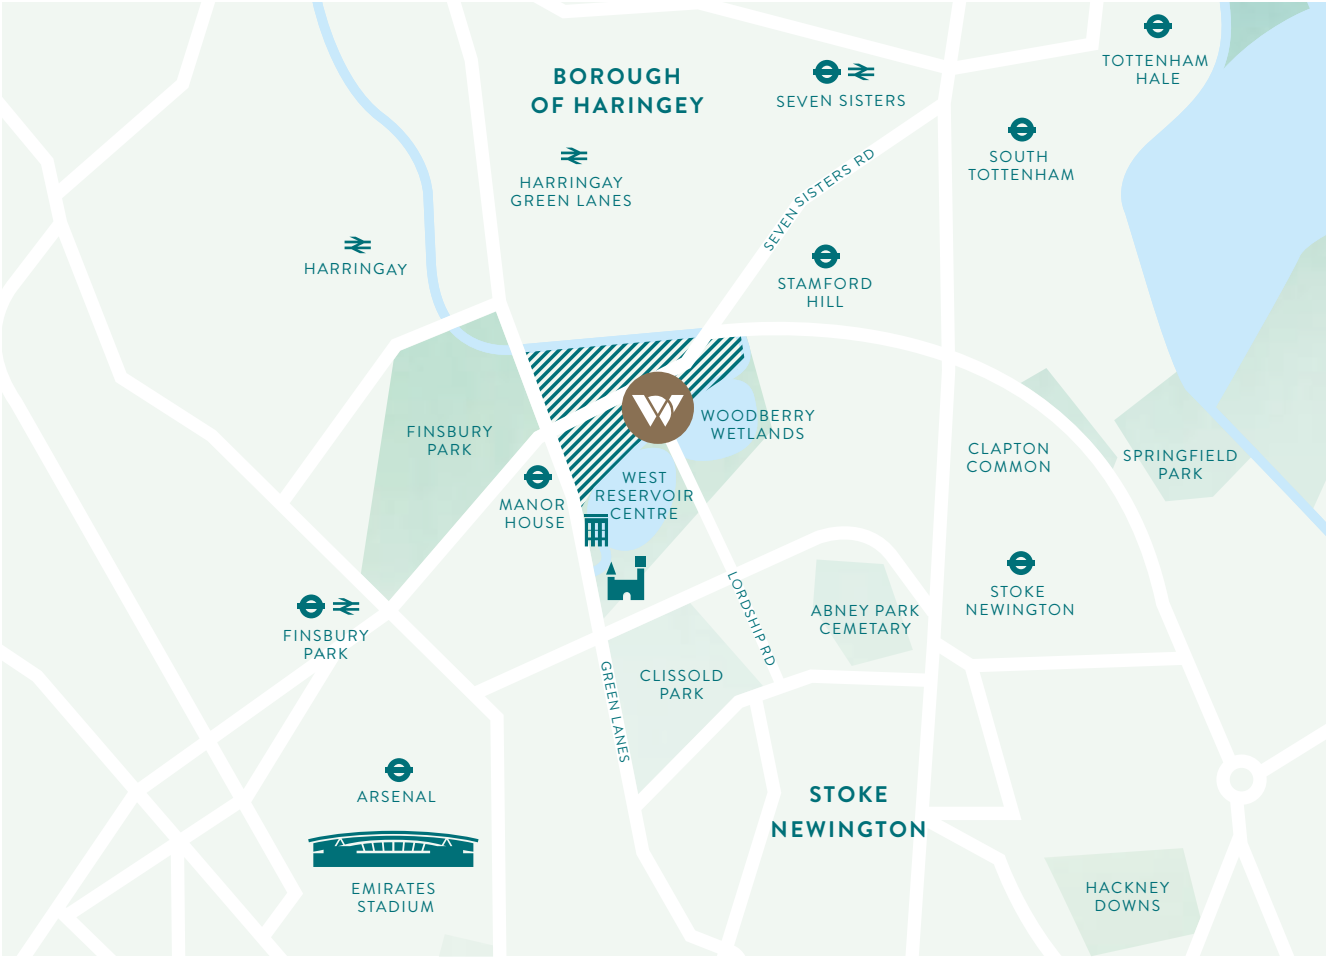 TOTTENHAM
HALE
BOROUGH
OF HARINGEY
SEVEN SISTERS
SOUTH
TOTTENHAM
HARRINGAY
GREEN LANES
SEVEN SISTERS RD
HARRINGAY
STAMFORD
HILL
W
WOODBERRY
WETLANDS
FINSBURY
PARK
CLAPTON
COMMON
SPRINGFIELD
PARK
MANOR
HOUSE
WEST
RESERVOIR
CENTRE
LORDSHIP RD
ABNEY PARK
CEMETARY
STOKE
NEWINGTON
FINSBURY
PARK
CLISSOLD
PARK
GREEN LANES
ARSENAL
STOKE
NEWINGTON
EMIRATES
STADIUM
HACKNEY
DOWNS